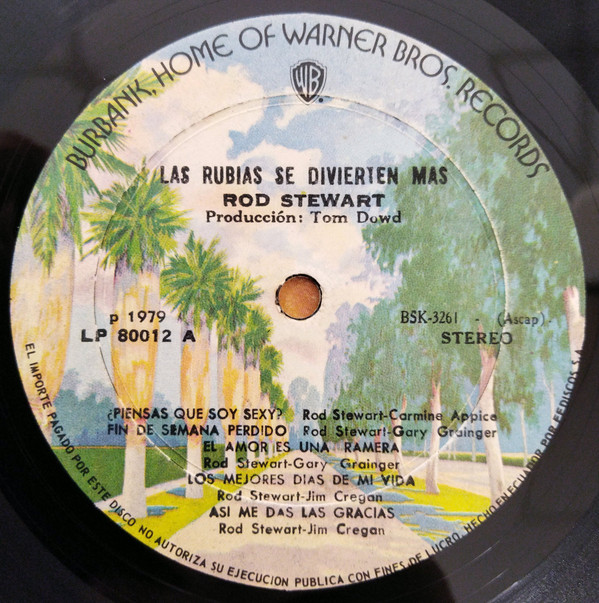 BURBANK, HOME OF WARNER BROS. RECORDS
WB
LAS RUBIAS SE DIVIERTEN MAS
ROD STEWART
Producción: Tom Dowd
p 1979
LP 80012 A
BSK-3261 - (Ascap)
STEREO
¿PIENSAS QUE SOY SEXY? Rod Stewart-Carmine Appice
FIN DE SEMANA PERDIDO Rod Stewart-Gary Grainger
EL AMOR ES UNA RAMERA
Rod Stewart-Gary Grainger
LOS MEJORES DIAS DE MI VIDA
Rod Stewart-Jim Cregan
ASI ME DAS LAS GRACIAS
Rod Stewart-Jim Cregan
EL IMPORTE PAGADO POR ESTE DISCO NO AUTORIZA SU EJECUCION PUBLICA CON FINES DE LUCRO. HECHO EN ECUADOR POR FEDISCOS S.A.